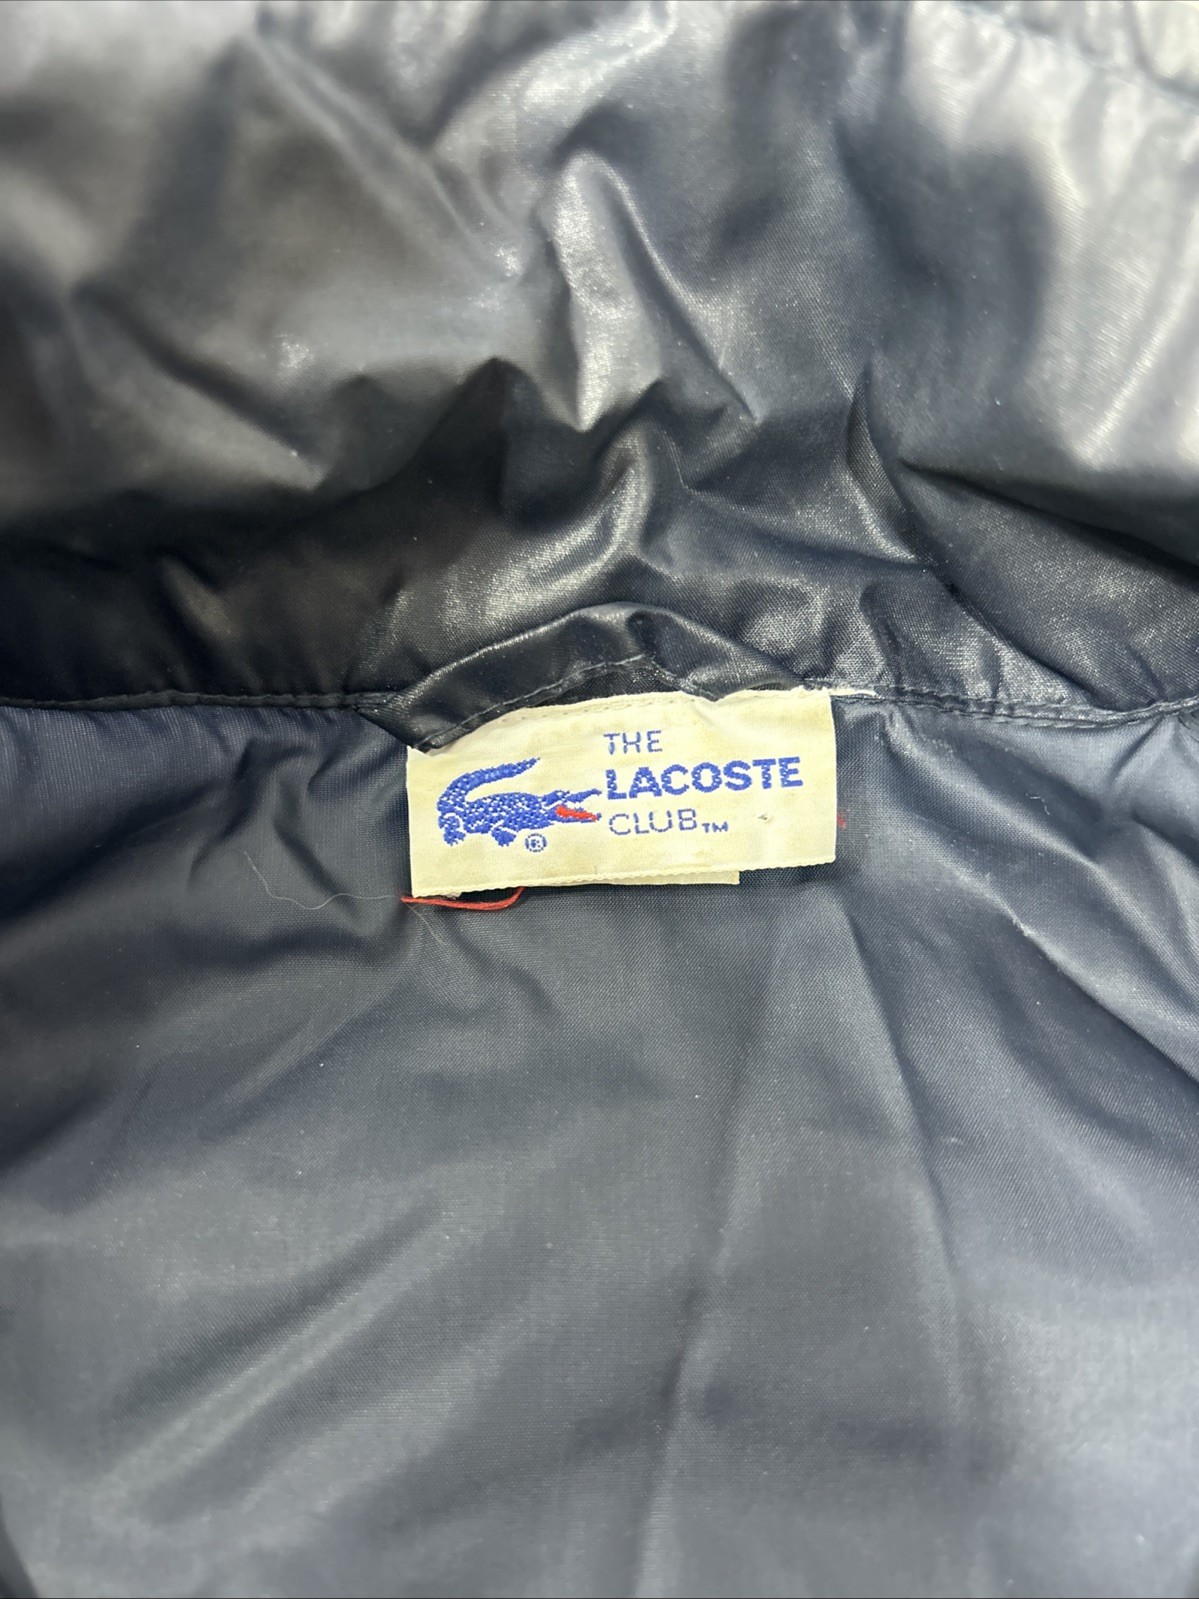 THE
LACOSTE
CLUB™
®